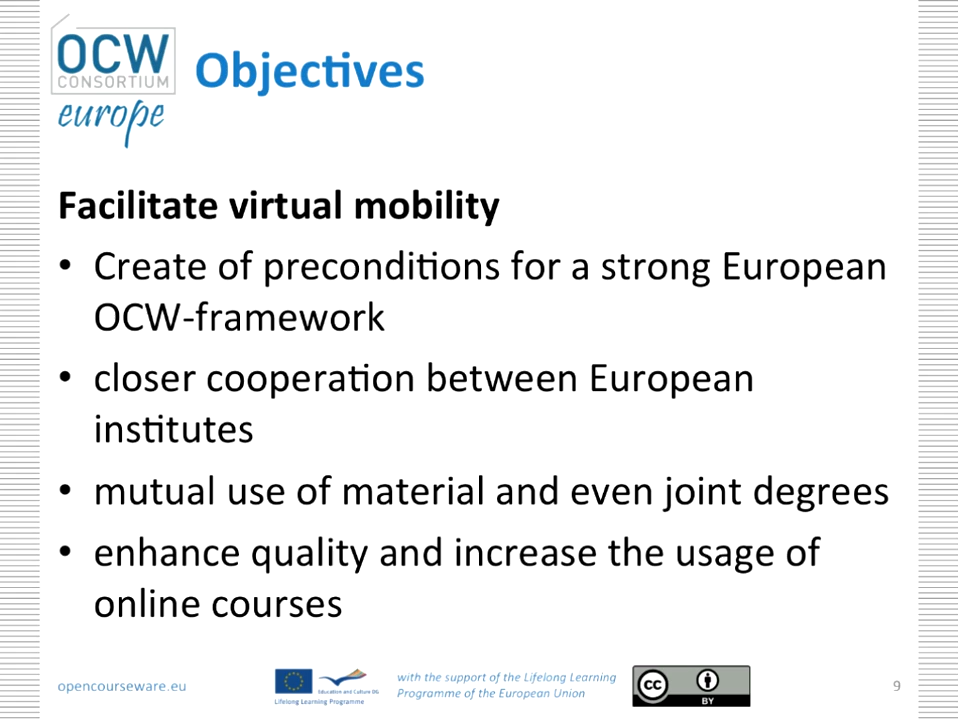 OCW
CONSORTIUM
europe
Objectives
Facilitate virtual mobility
• Create of preconditions for a strong European
OCW-framework
• closer cooperation between European
institutes
• mutual use of material and even joint degrees
• enhance quality and increase the usage of
online courses
opencourseware.eu
Education and Culture DG
Lifelong Learning Programme
with the support of the Lifelong Learning
Programme of the European Union
cc
BY
9